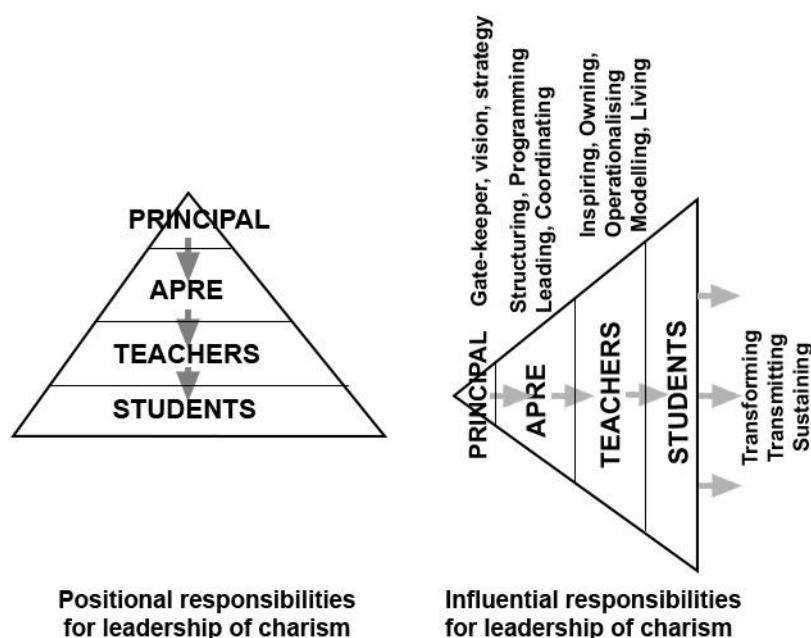 PRINCIPAL
APRE
TEACHERS
STUDENTS
Positional responsibilities
for leadership of charism
Gate-keeper, vision, strategy
Structuring, Programming
Leading, Coordinating
Inspiring, Owning,
Operationalising
Modelling, Living
PRINCIPAL
APRE
TEACHERS
STUDENTS
Transforming
Transmitting
Sustaining
Influential responsibilities
for leadership of charism